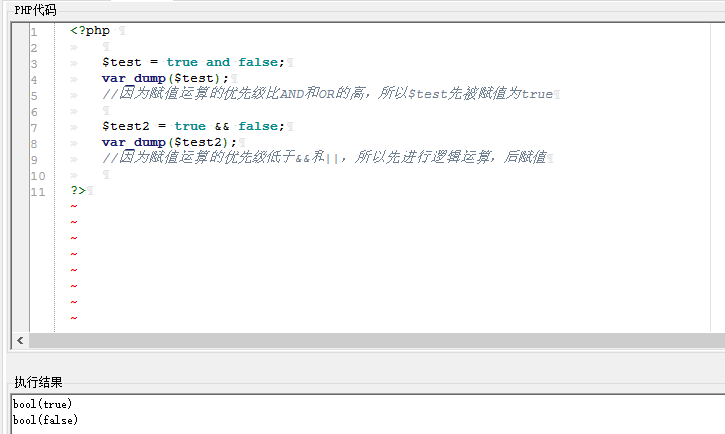 PHP代码
1 <?php
2
3 $test = true and false;
4 var_dump($test);
5 //因为赋值运算的优先级比AND和OR的高，所以$test先被赋值为true
6
7 $test2 = true && false;
8 var_dump($test2);
9 //因为赋值运算的优先级低于&&和||，所以先进行逻辑运算，后赋值
10
11 ?>
~
~
~
~
~
~
~
~
执行结果
bool(true)
bool(false)